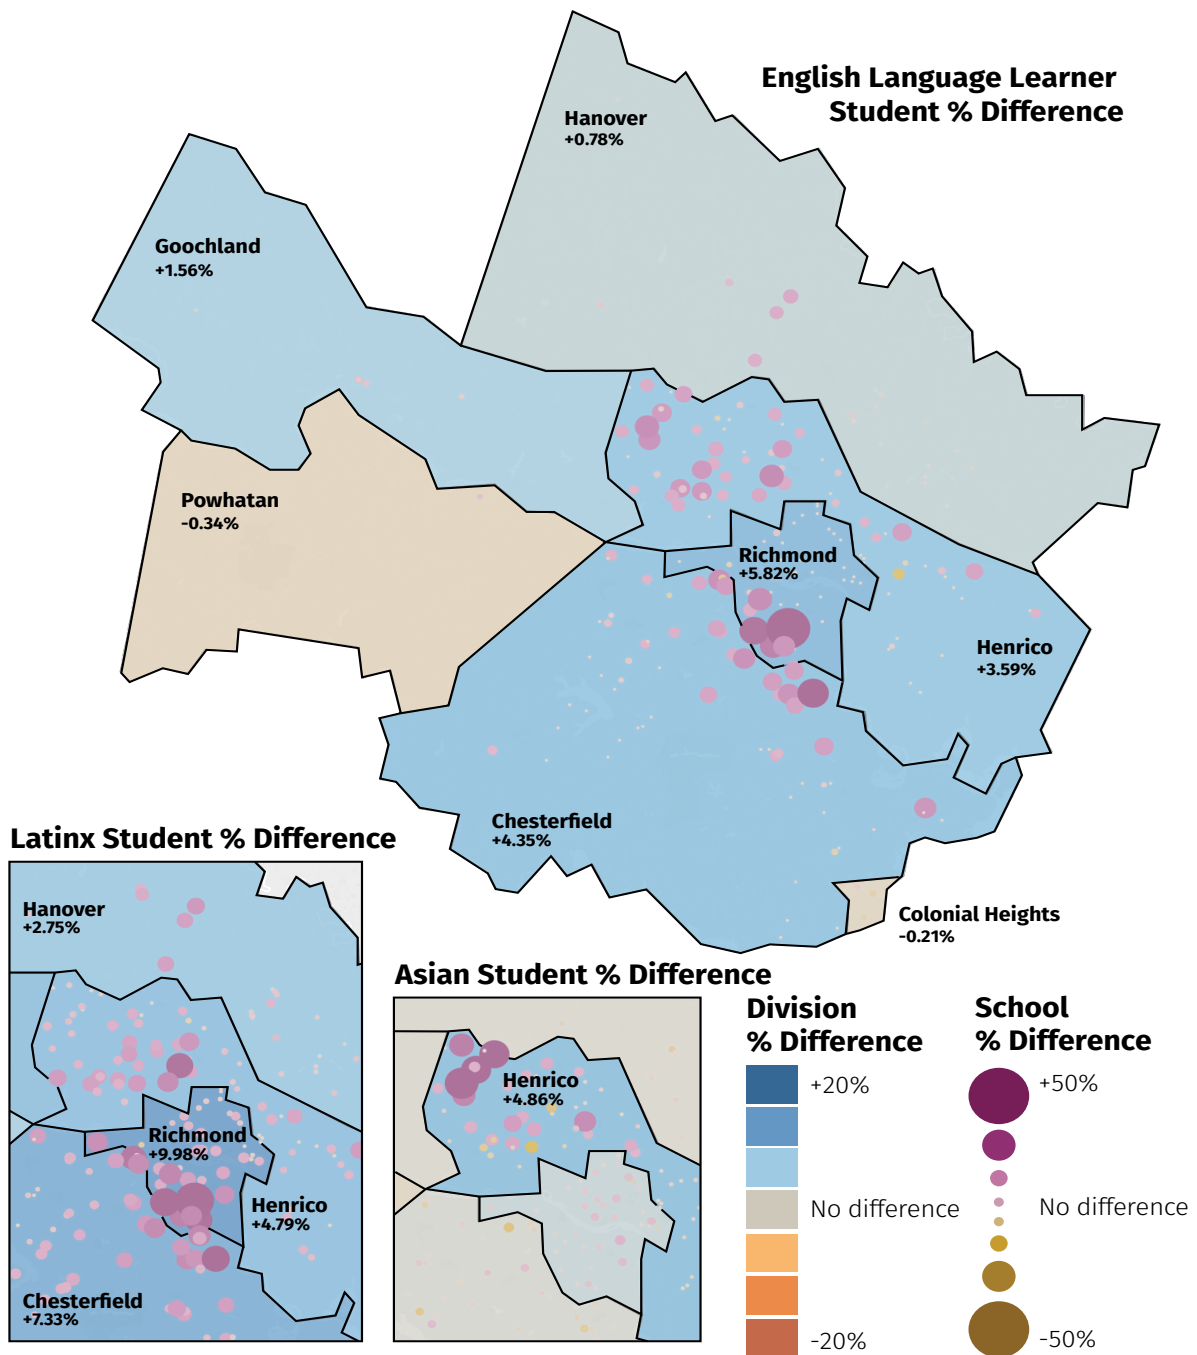 English Language Learner
Student % Difference
Hanover
+0.78%
Goochland
+1.56%
Powhatan
-0.34%
Richmond
+5.82%
Henrico
+3.59%
Chesterfield
+4.35%
Colonial Heights
-0.21%
Latinx Student % Difference
Hanover
+2.75%
Richmond
+9.98%
Henrico
+4.79%
Chesterfield
+7.33%
Asian Student % Difference
Henrico
+4.86%
Division
% Difference
+20%
No difference
-20%
School
% Difference
+50%
No difference
-50%